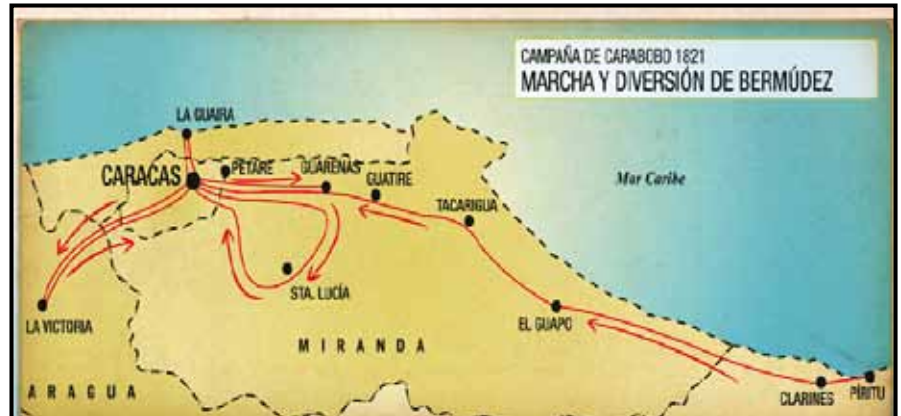 CAMPAÑA DE CARABOBO 1821
MARCHA Y DIVERSIÓN DE BERMÚDEZ
LA GUAIRA
CARACAS
PETARE
GUARENAS
GUATIRE
Mar Caribe
TACARIGUA
STA. LUCÍA
LA VICTORIA
EL GUAPO
MIRANDA
ARAGUA
CLARINES
PÍRITU